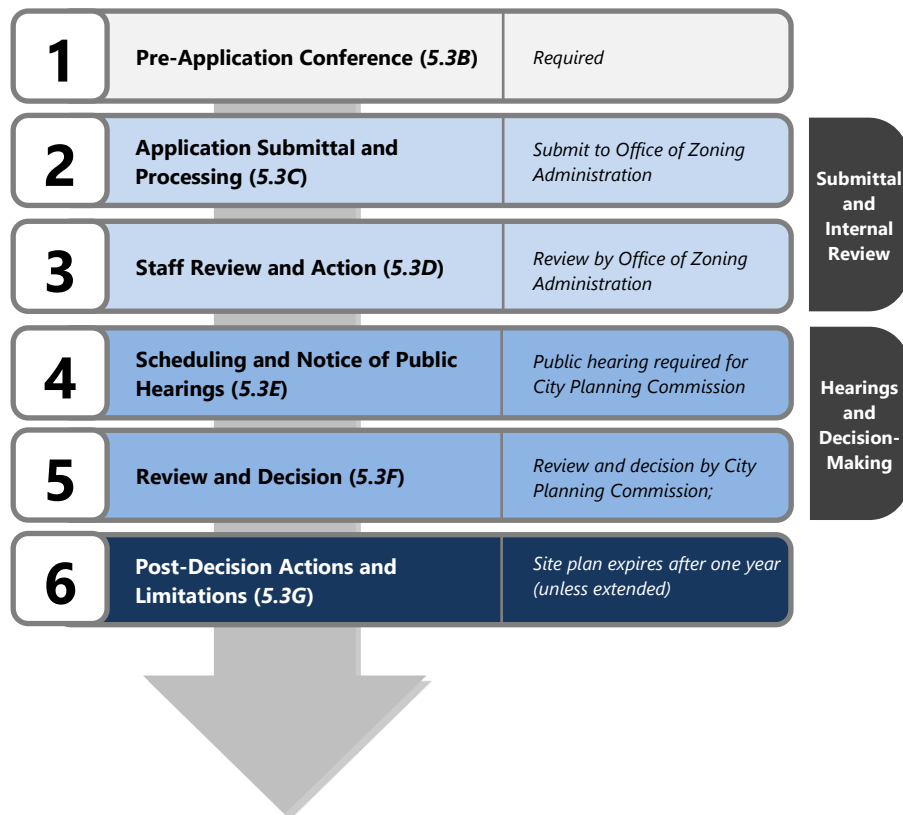 1
Pre-Application Conference (5.3B)
Required
2
Application Submittal and
Processing (5.3C)
Submit to Office of Zoning
Administration
3
Staff Review and Action (5.3D)
Review by Office of Zoning
Administration
Submittal
and
Internal
Review
4
Scheduling and Notice of Public
Hearings (5.3E)
Public hearing required for
City Planning Commission
5
Review and Decision (5.3F)
Review and decision by City
Planning Commission;
Hearings
and
Decision-
Making
6
Post-Decision Actions and
Limitations (5.3G)
Site plan expires after one year
(unless extended)